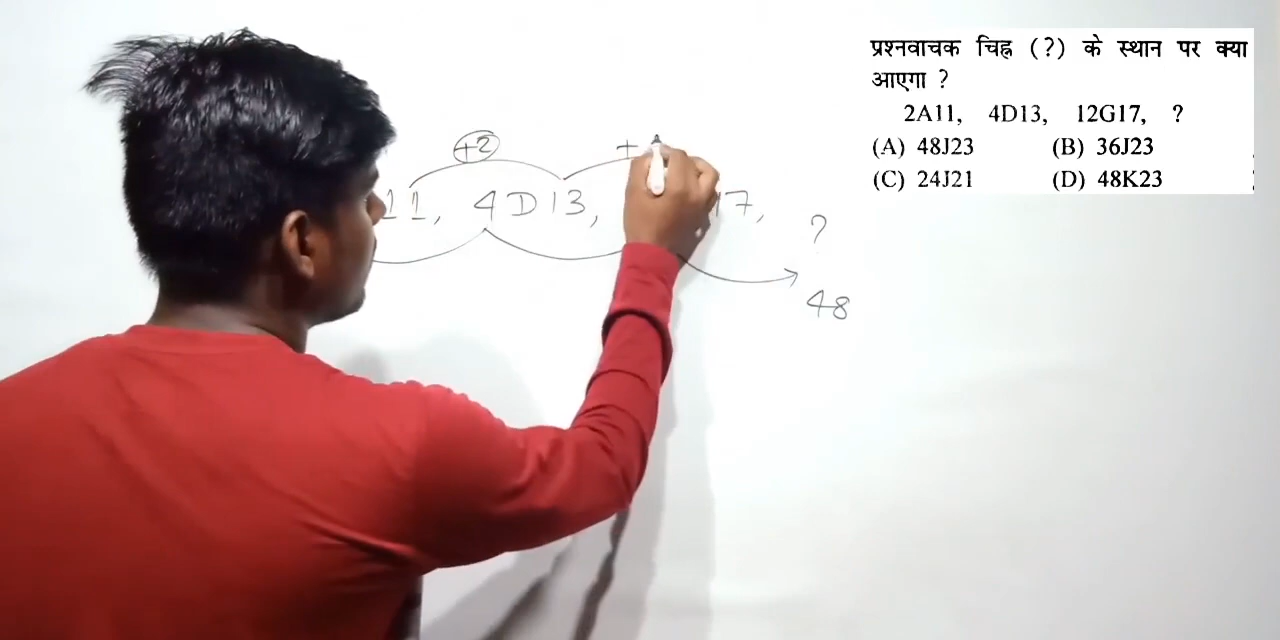 प्रश्नवाचक चिह्न (?) के स्थान पर क्या
आएगा ?
2A11, 4D13, 12G17, ?
(A) 48J23 (B) 36J23
(C) 24J21 (D) 48K23
+2 +
11, 4D13, 17, ?
48